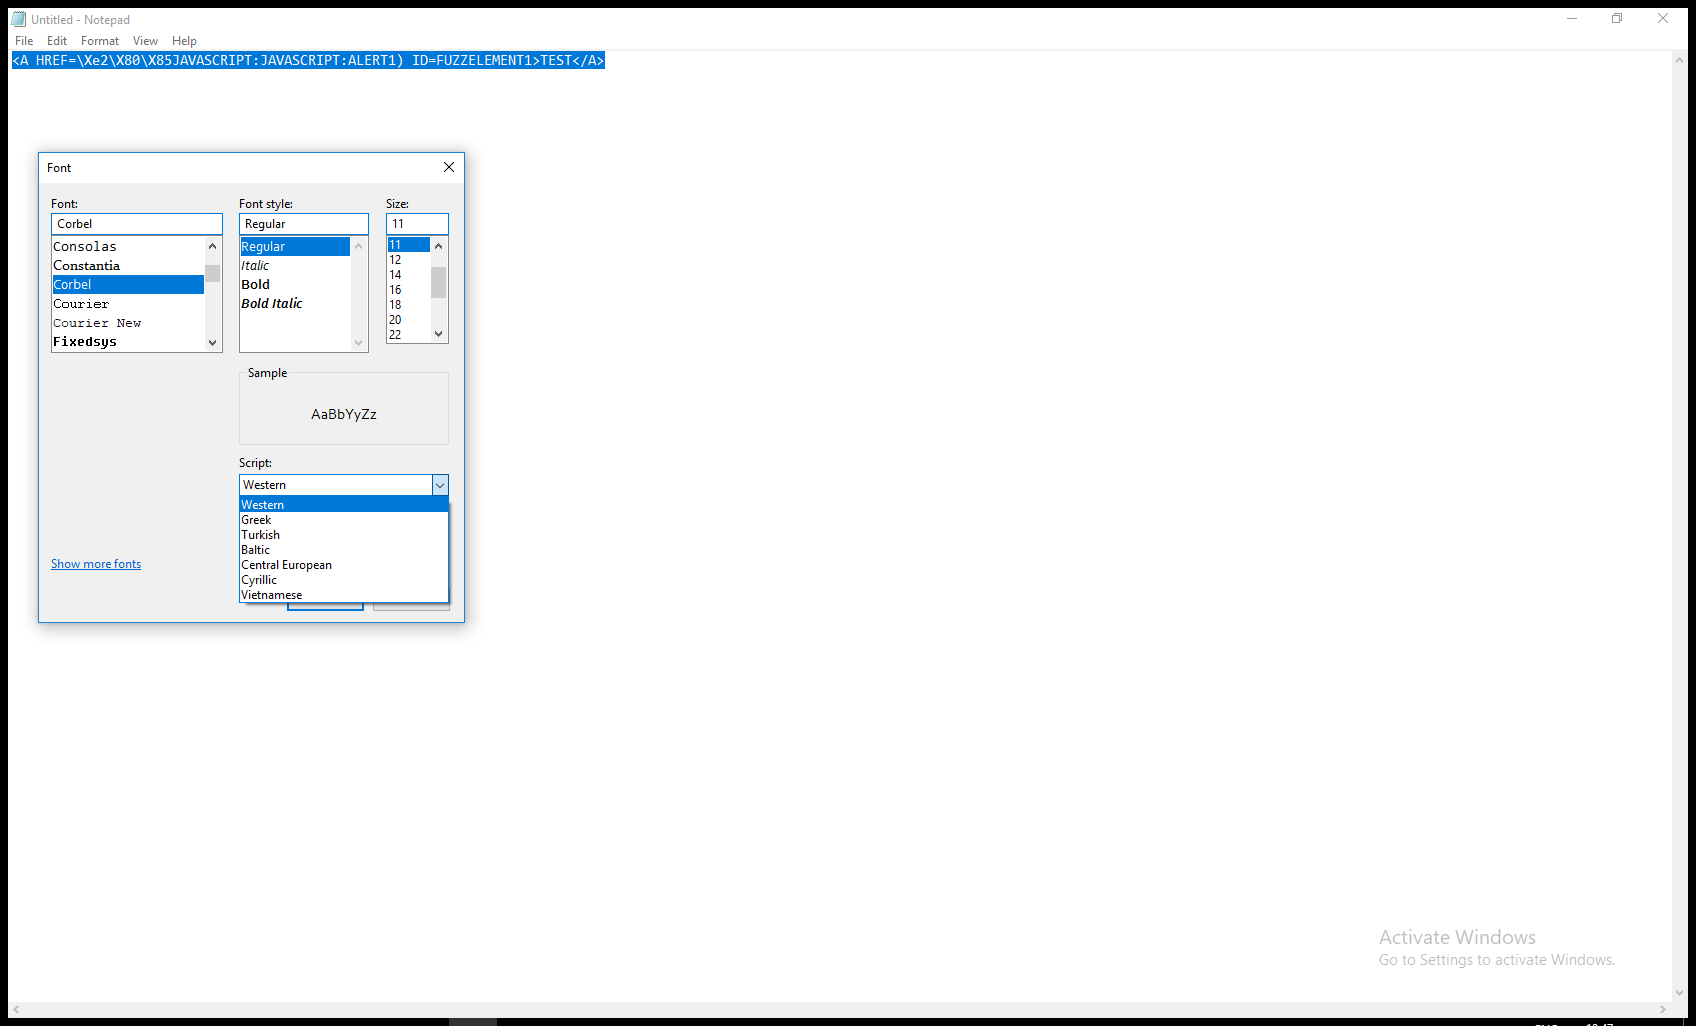 Untitled - Notepad
File Edit Format View Help
<A HREF=\Xe2\X80\X85JAVASCRIPT:JAVASCRIPT:ALERT1) ID=FUZZELEMENT1>TEST</A>
Font
Font: Font style: Size:
Corbel Regular 11
Consolas
Constantia
Corbel
Courier
Courier New
Fixedsys
Regular
Italic
Bold
Bold Italic
11
12
14
16
18
20
22
Sample
AaBbYyZz
Script:
Western
Western
Greek
Turkish
Baltic
Central European
Cyrillic
Vietnamese
Show more fonts
Activate Windows
Go to Settings to activate Windows.